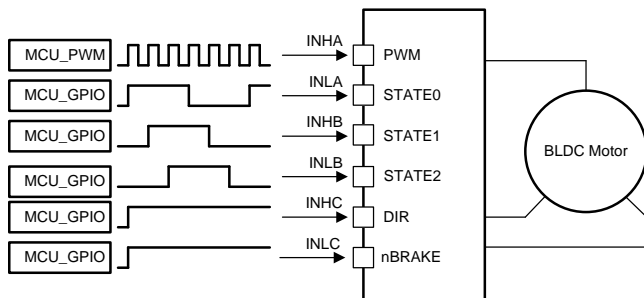 MCU_PWM INHA PWM
MCU_GPIO INLA STATE0
MCU_GPIO INHB STATE1
BLDC Motor
MCU_GPIO INLB STATE2
MCU_GPIO INHC DIR
MCU_GPIO INLC nBRAKE